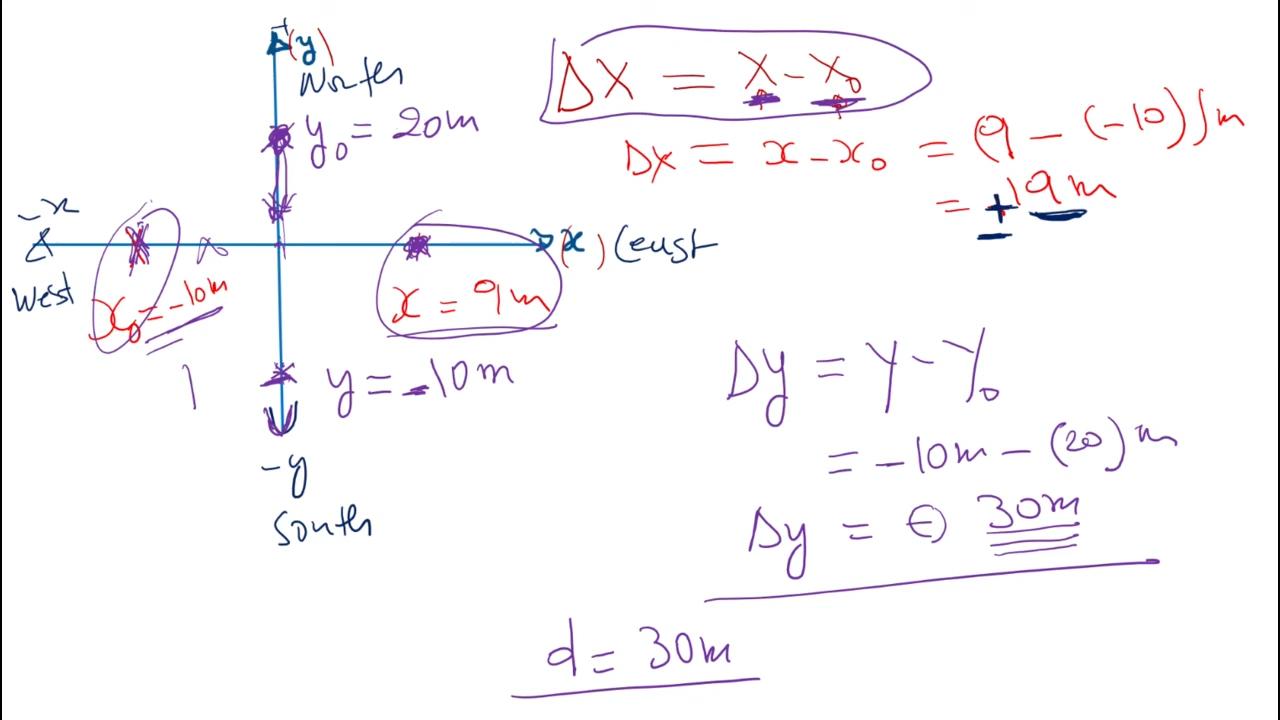 (y)
North
y₀ = 20m
ΔX = X - X₀
Δx = x - x₀ = (9 - (-10))m
= +19m
-x
West
x₀ = -10m
x = 9m
(x) (east
y = -10m
-y
South
Δy = Y - Y₀
= -10m - (20)m
Δy = (-) 30m
d = 30m